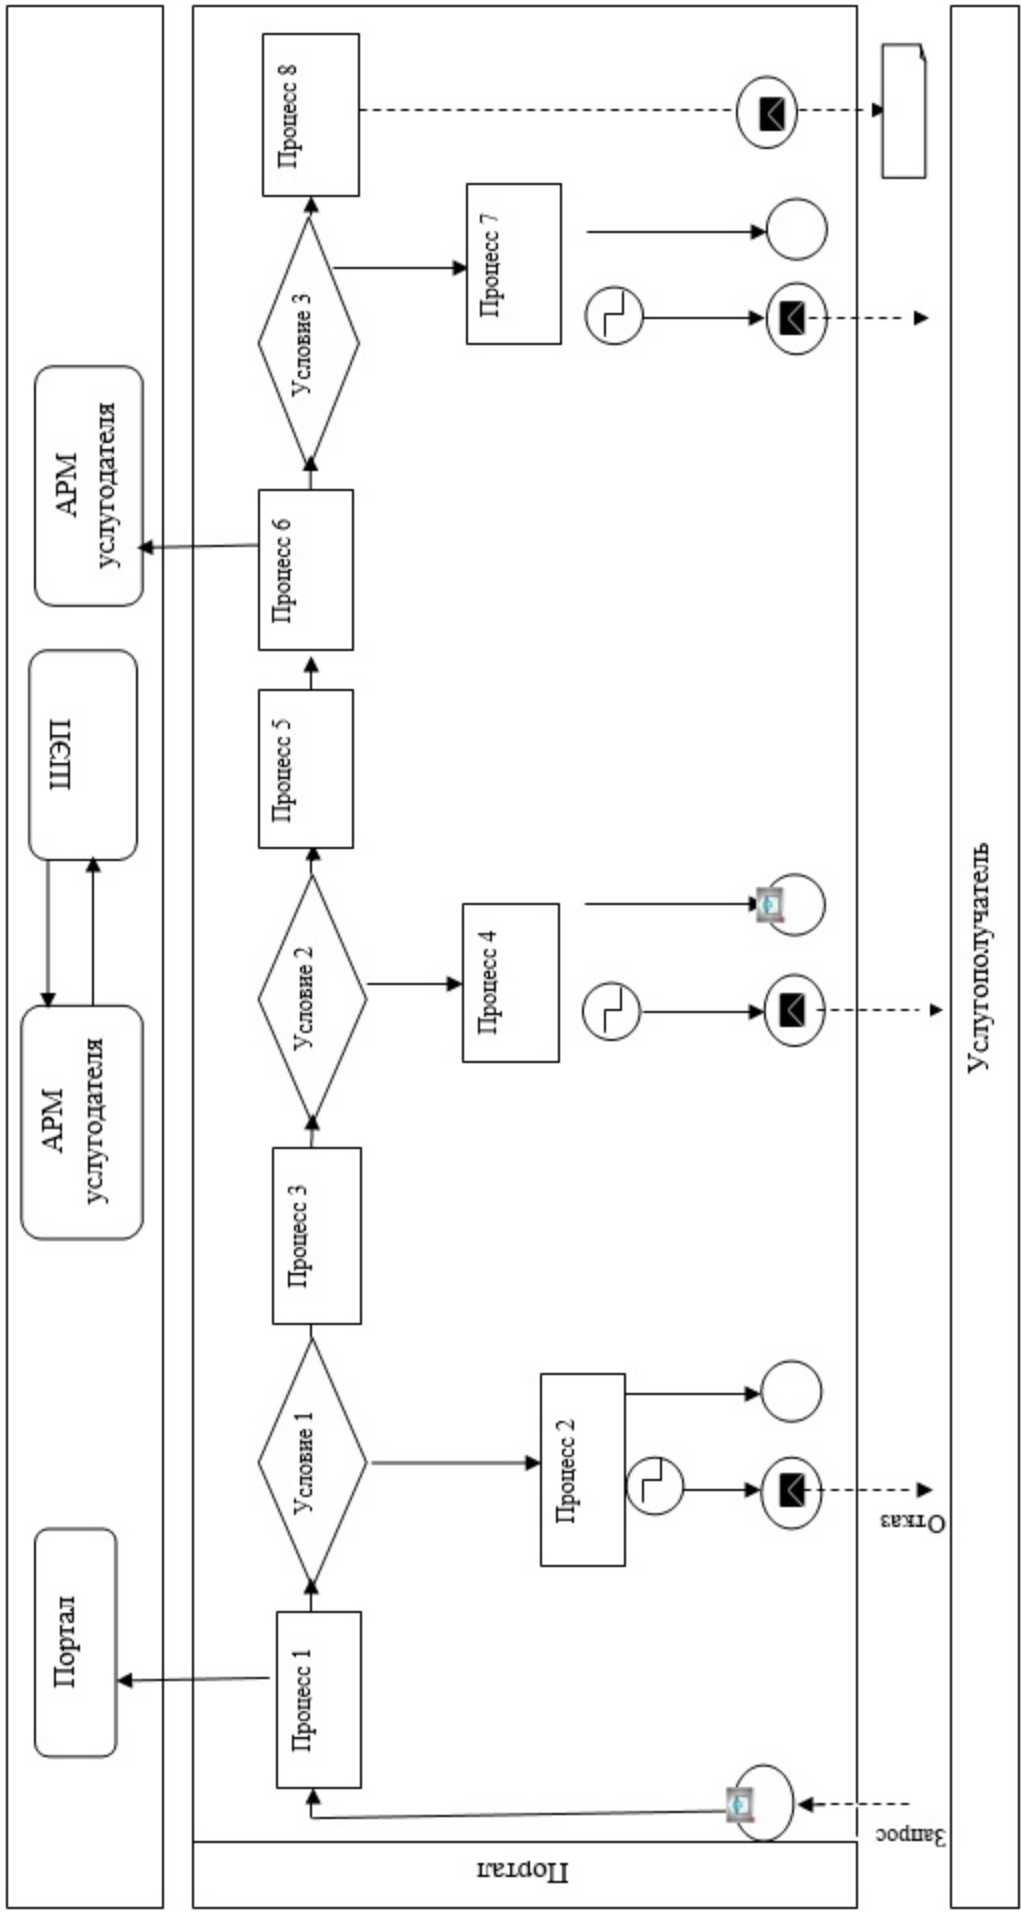 Портал
АРМ
услугодателя
ШЭП
АРМ
услугодателя
Портал
Процесс 1
Условие 1
Процесс 3
Условие 2
Процесс 5
Процесс 6
Условие 3
Процесс 8
Процесс 2
Процесс 4
Процесс 7
Запрос
Отказ
Услугополучатель